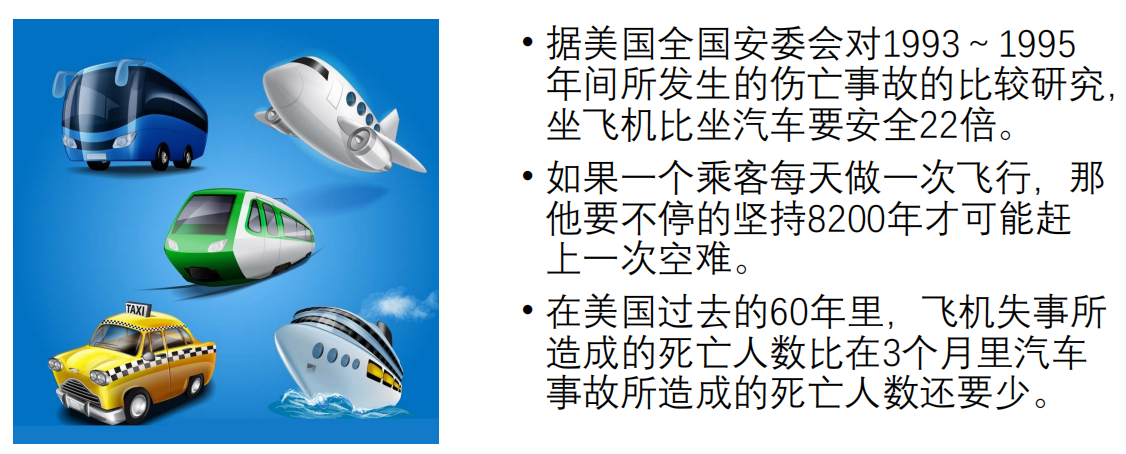 TAXI
• 据美国全国安委会对1993～1995
年间所发生的伤亡事故的比较研究,
坐飞机比坐汽车要安全22倍。
• 如果一个乘客每天做一次飞行，那
他要不停的坚持8200年才可能赶
上一次空难。
• 在美国过去的60年里， 飞机失事所
造成的死亡人数比在3个月里汽车
事故所造成的死亡人数还要少。